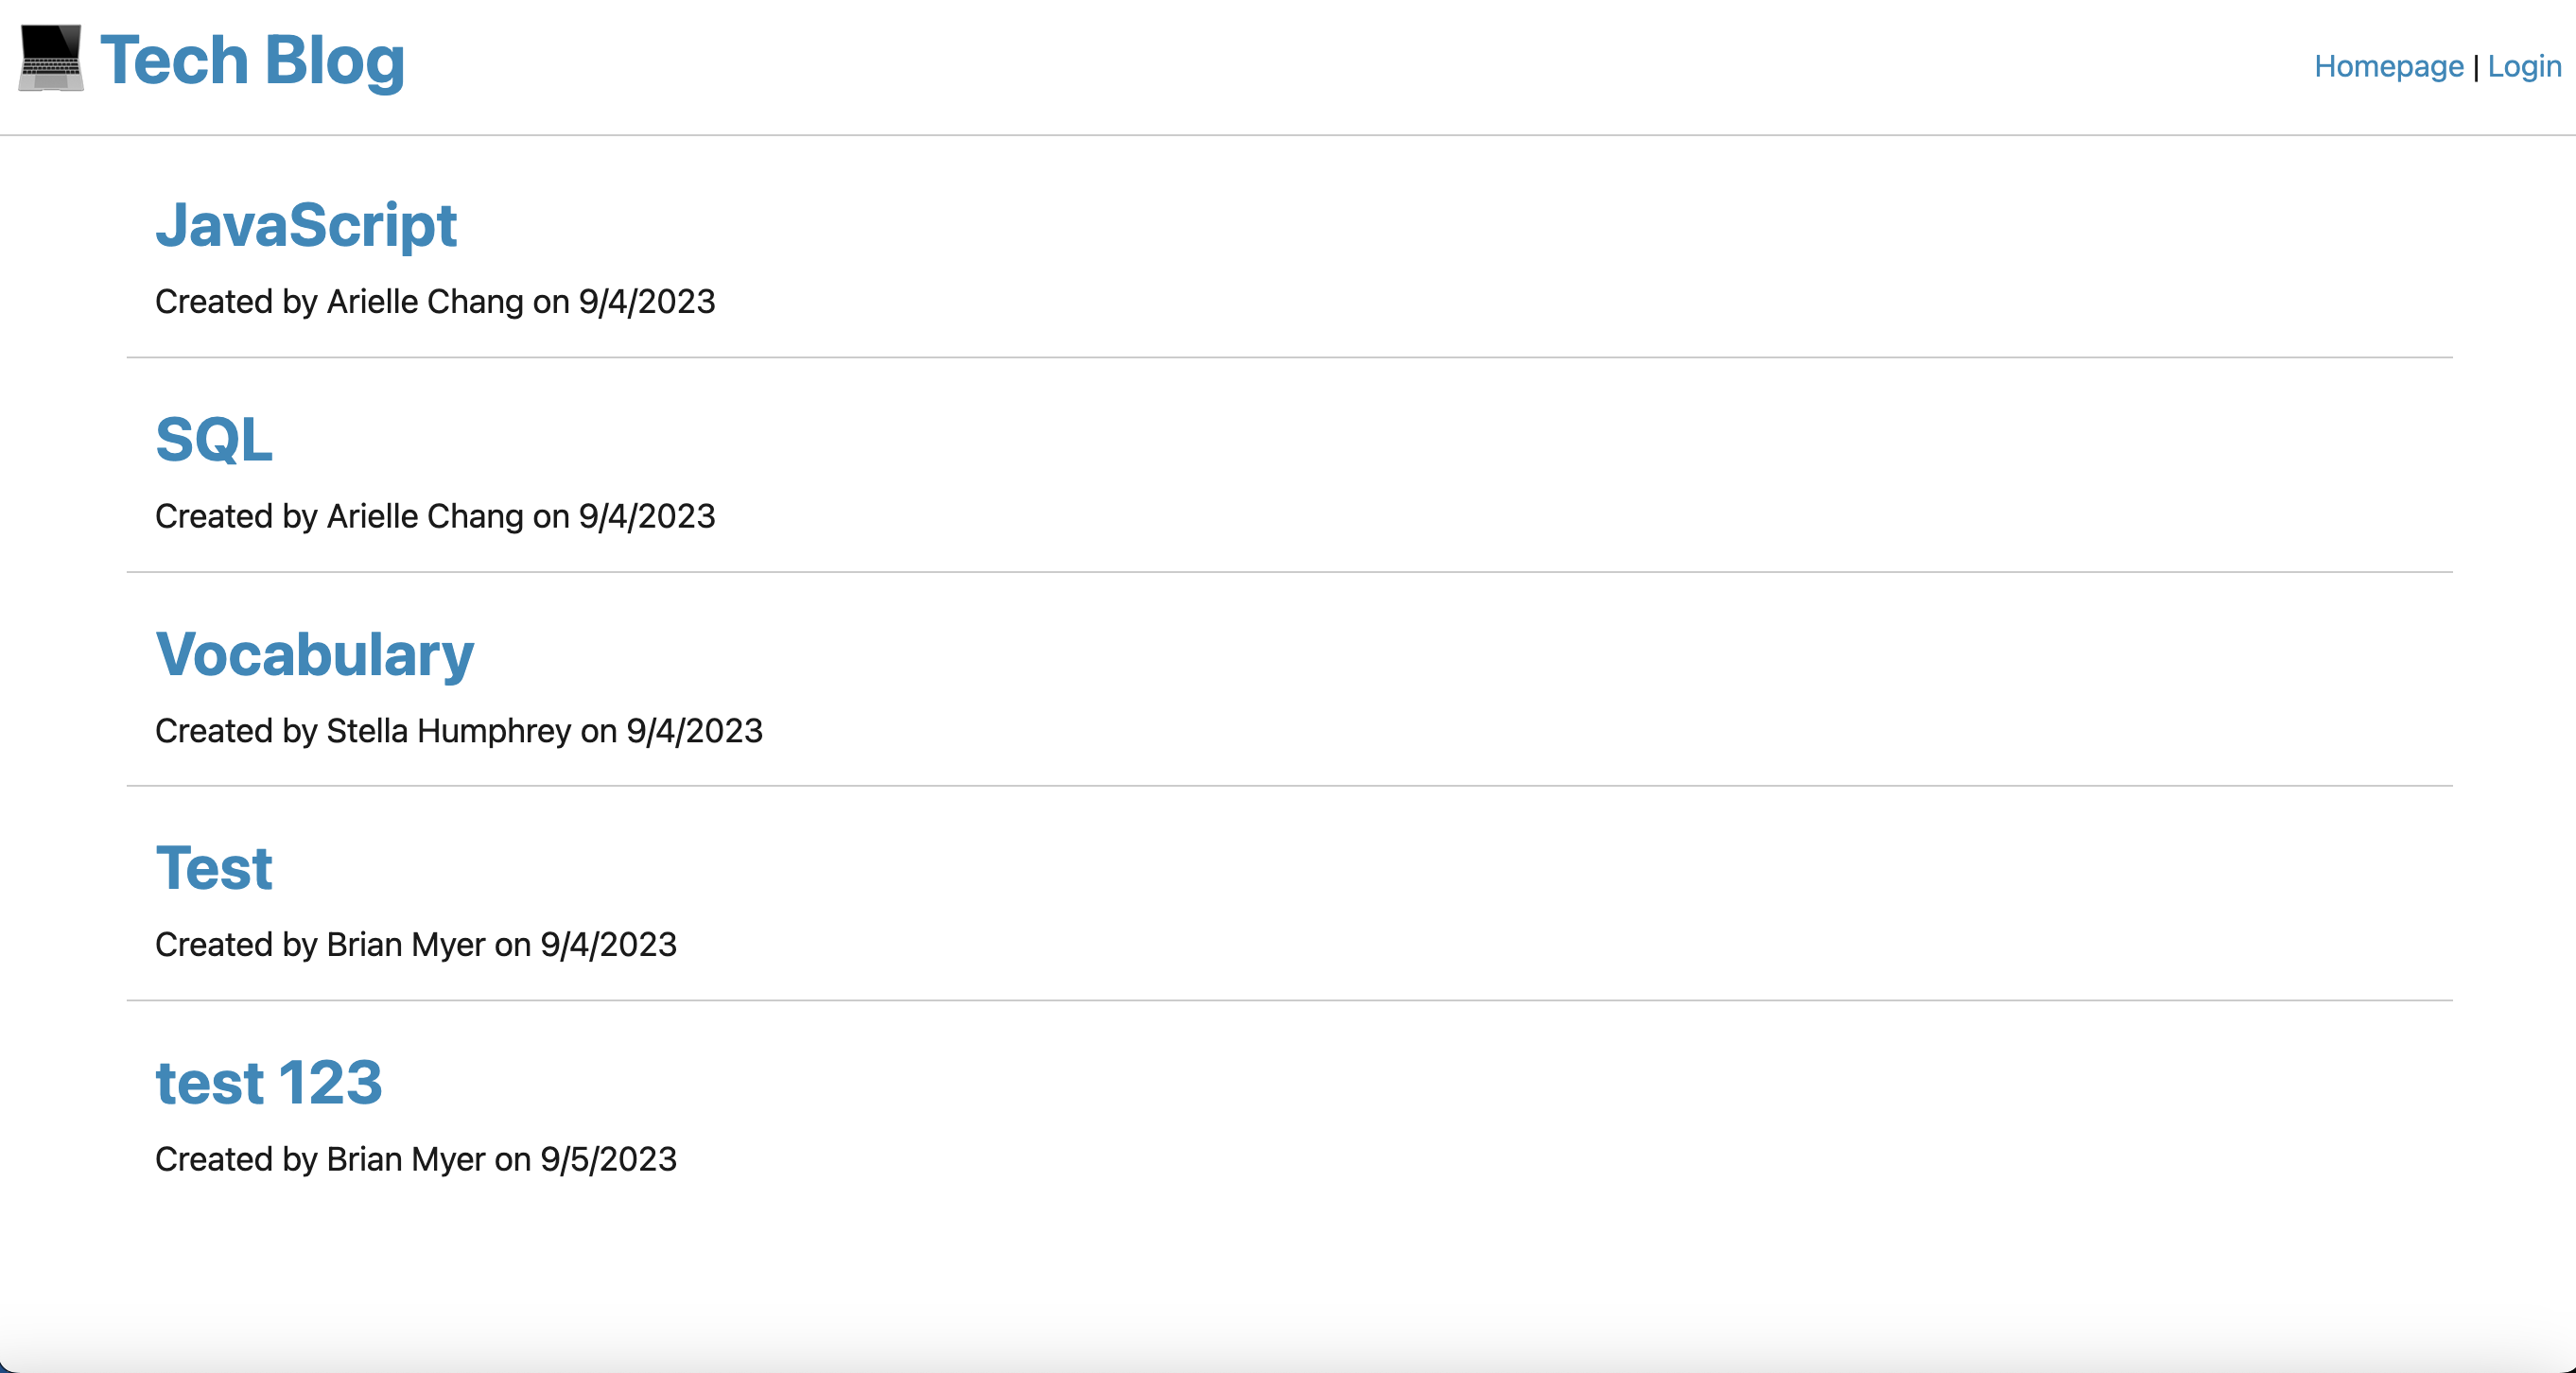 Tech Blog
Homepage | Login
JavaScript
Created by Arielle Chang on 9/4/2023
SQL
Created by Arielle Chang on 9/4/2023
Vocabulary
Created by Stella Humphrey on 9/4/2023
Test
Created by Brian Myer on 9/4/2023
test 123
Created by Brian Myer on 9/5/2023